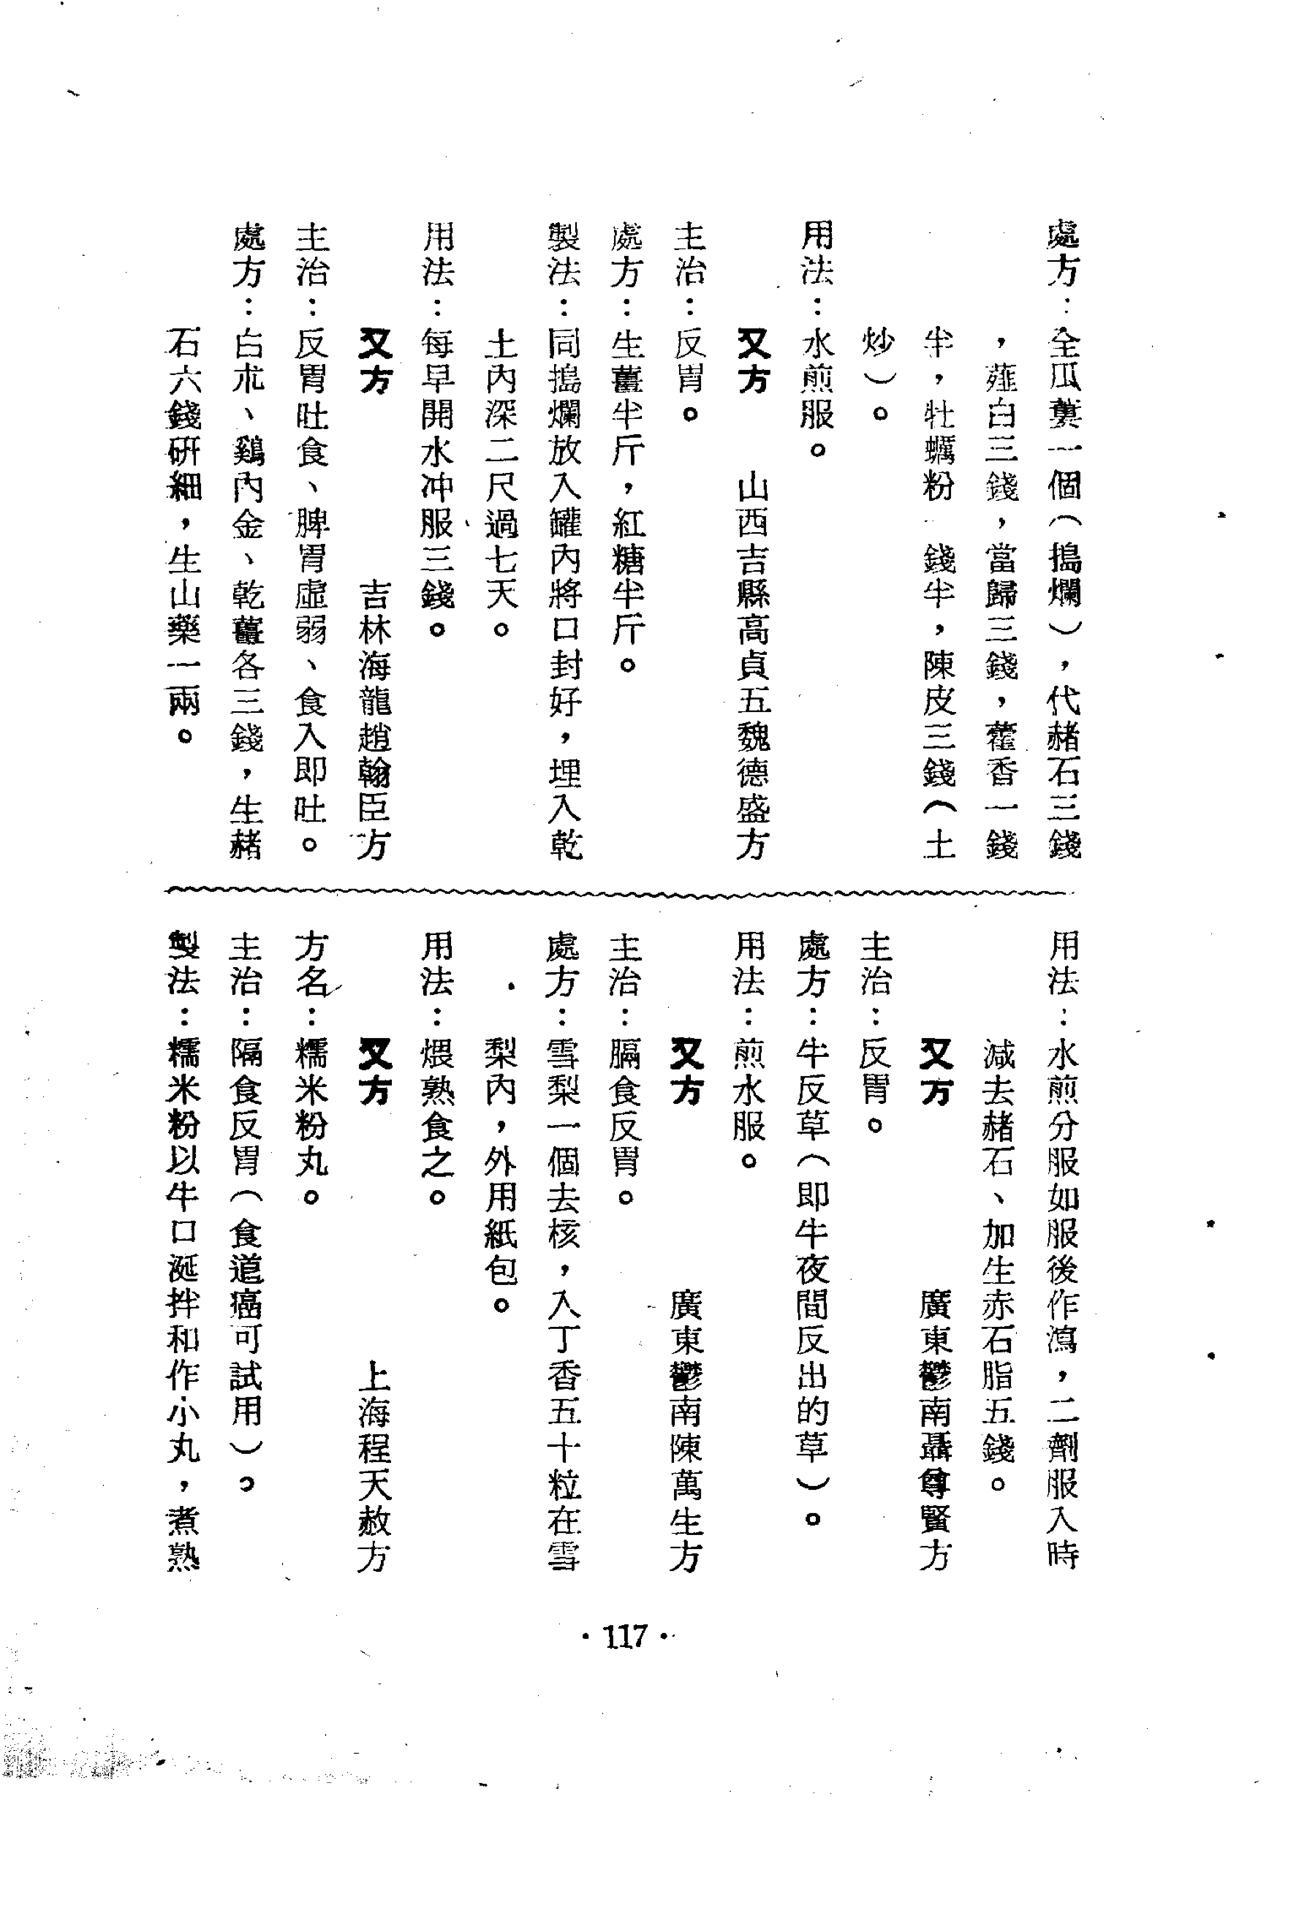 處方：全瓜蔞一個（搗爛），代赭石三錢
，薤白三錢，當歸三錢，藿香一錢
半，牡蠣粉 錢半，陳皮三錢（土
炒）。
用法：水煎服。
又方　山西吉縣高貞五魏德盛方
主治：反胃。
處方：生薑半斤，紅糖半斤。
製法：同搗爛放入罐內將口封好，埋入乾
土內深二尺過七天。
用法：每早開水冲服三錢。
又方　吉林海龍趙翰臣方
主治：反胃吐食、脾胃虛弱、食入即吐。
處方：白朮、鷄內金、乾薑各三錢，生赭
石六錢研細，生山藥一兩。
用法：水煎分服如服後作瀉，二劑服入時
減去赭石、加生赤石脂五錢。
又方　廣東鬱南聶尊賢方
主治：反胃。
處方：牛反草（即牛夜間反出的草）。
用法：煎水服。
又方　廣東鬱南陳萬生方
主治：膈食反胃。
處方：雪梨一個去核，入丁香五十粒在雪
梨內，外用紙包。
用法：煨熟食之。
又方　上海程天赦方
方名：糯米粉丸。
主治：隔食反胃（食道癌可試用）。
製法：糯米粉以牛口涎拌和作小丸，煮熟
·117·